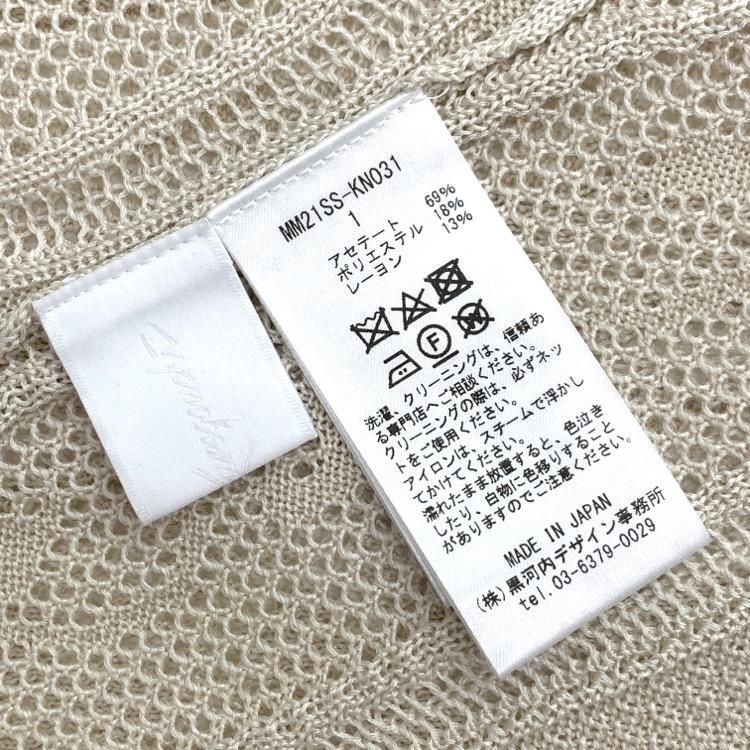 MM21SS-KN031
1
アセテート 69%
ポリエステル 18%
レーヨン 13%
F
W
洗濯、クリーニングは、信頼あ
る専門店へご相談ください。
クリーニングの際は、必ずネッ
トをご使用ください。
アイロンは、スチームで浮かし
てかけてください。
濡れたまま放置すると、色泣き
したり、白物に色移りすること
がありますのでご注意ください。
MADE IN JAPAN
(株)黒河内デザイン事務所
tel.03-6379-0029